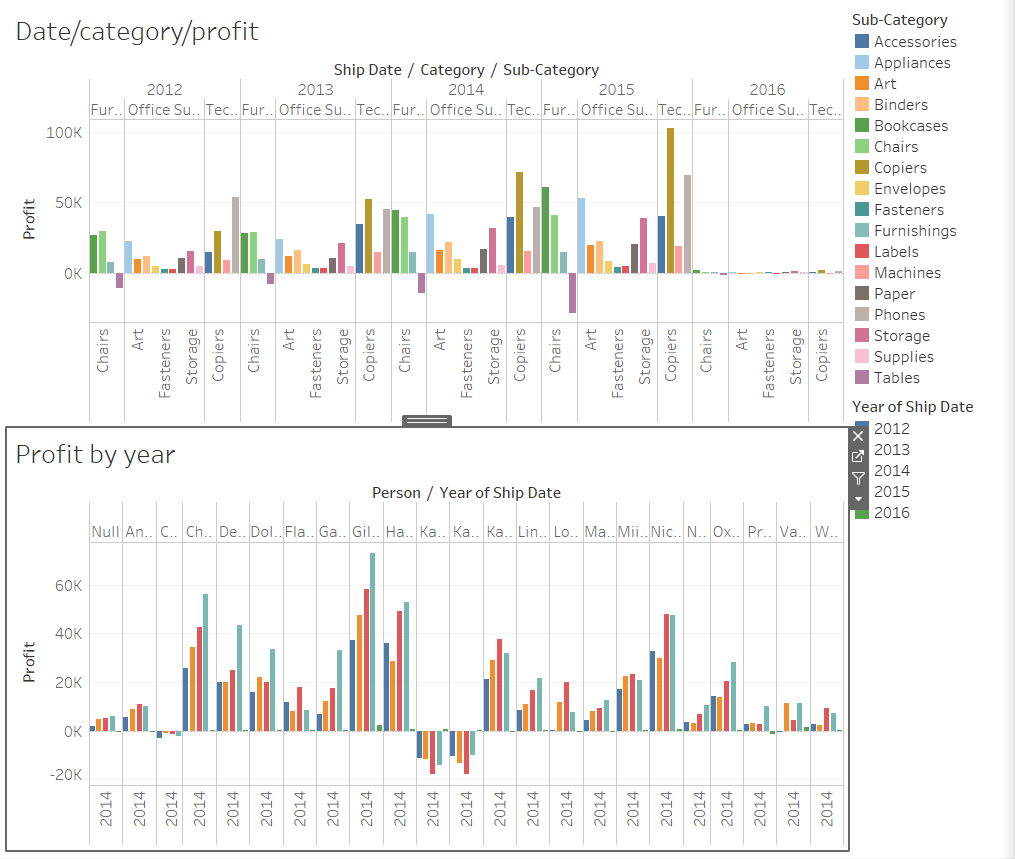 Date/category/profit
Ship Date / Category / Sub-Category
2012 2013 2014 2015 2016
Fur.. Office Su.. Tec.. Fur.. Office Su.. Tec.. Fur.. Office Su.. Tec.. Fur.. Office Su.. Tec.. Fur.. Office Su.. Tec..
100K
50K
0K
Profit
Chairs Art Fasteners Storage Copiers Chairs Art Fasteners Storage Copiers Chairs Art Fasteners Storage Copiers Chairs Art Fasteners Storage Copiers Chairs Art Fasteners Storage Copiers
Sub-Category
Accessories
Appliances
Art
Binders
Bookcases
Chairs
Copiers
Envelopes
Fasteners
Furnishings
Labels
Machines
Paper
Phones
Storage
Supplies
Tables
Year of Ship Date
2012
2013
2014
2015
2016
Profit by year
Person / Year of Ship Date
Null An.. C.. Ch.. De.. Dol.. Fla.. Ga.. Gil.. Ha.. Ka.. Ka.. Ka.. Lin.. Lo.. Ma.. Mii.. Nic.. N.. Ox.. Pr.. Va.. W..
60K
40K
20K
0K
-20K
Profit
2014 2014 2014 2014 2014 2014 2014 2014 2014 2014 2014 2014 2014 2014 2014 2014 2014 2014 2014 2014 2014 2014 2014